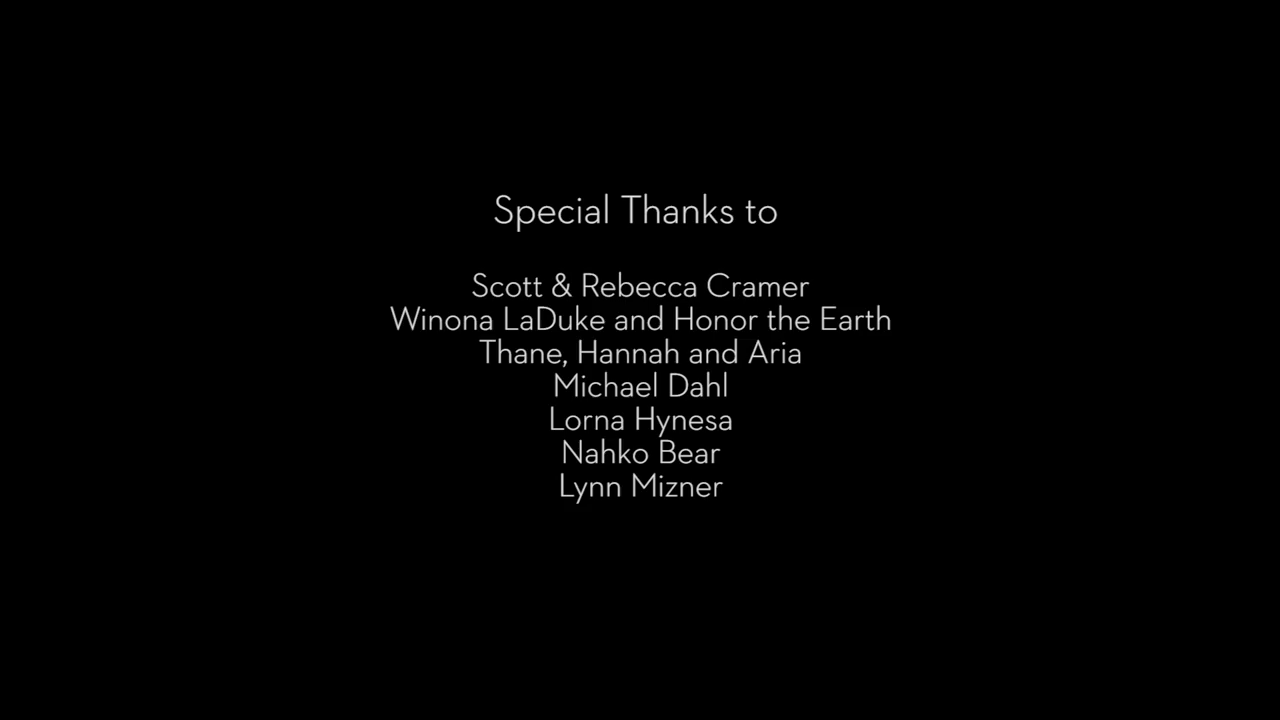 Special Thanks to
Scott & Rebecca Cramer
Winona LaDuke and Honor the Earth
Thane, Hannah and Aria
Michael Dahl
Lorna Hynesa
Nahko Bear
Lynn Mizner